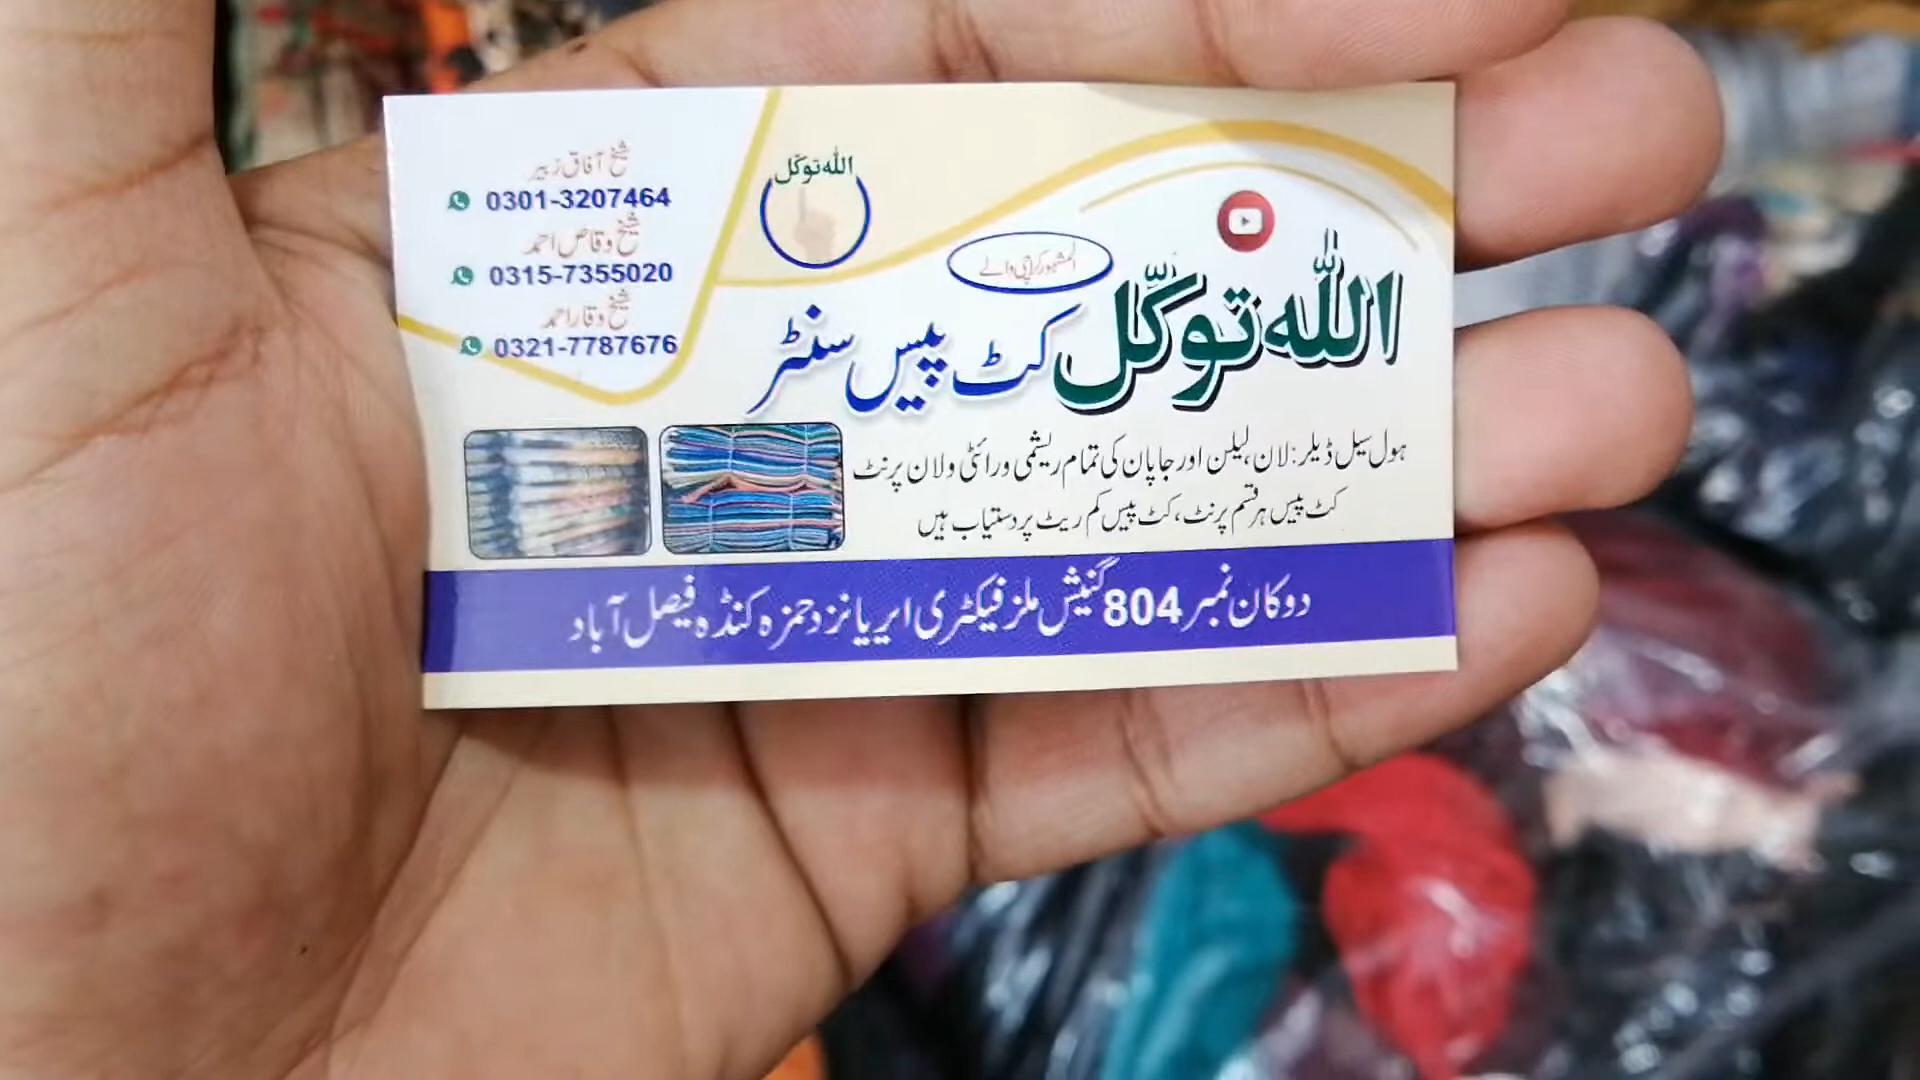 شیخ آفاق زبیر
0301-3207464
شیخ وقاص احمد
0315-7355020
شیخ وقار احمد
0321-7787676
اللہ توکّل
المشہور کراچی والے
اللہ توکّل کٹ پیس سنٹر
ہول سیل ڈیلر: لان، لیلن اور جاپان کی تمام ریشمی ورائٹی و لان پرنٹ
کٹ پیس ہر قسم پرنٹ، کٹ پیس کم ریٹ پر دستیاب ہیں
دوکان نمبر 804 گنیش ملز فیکٹری ایریا نزد حمزہ کنڈہ فیصل آباد